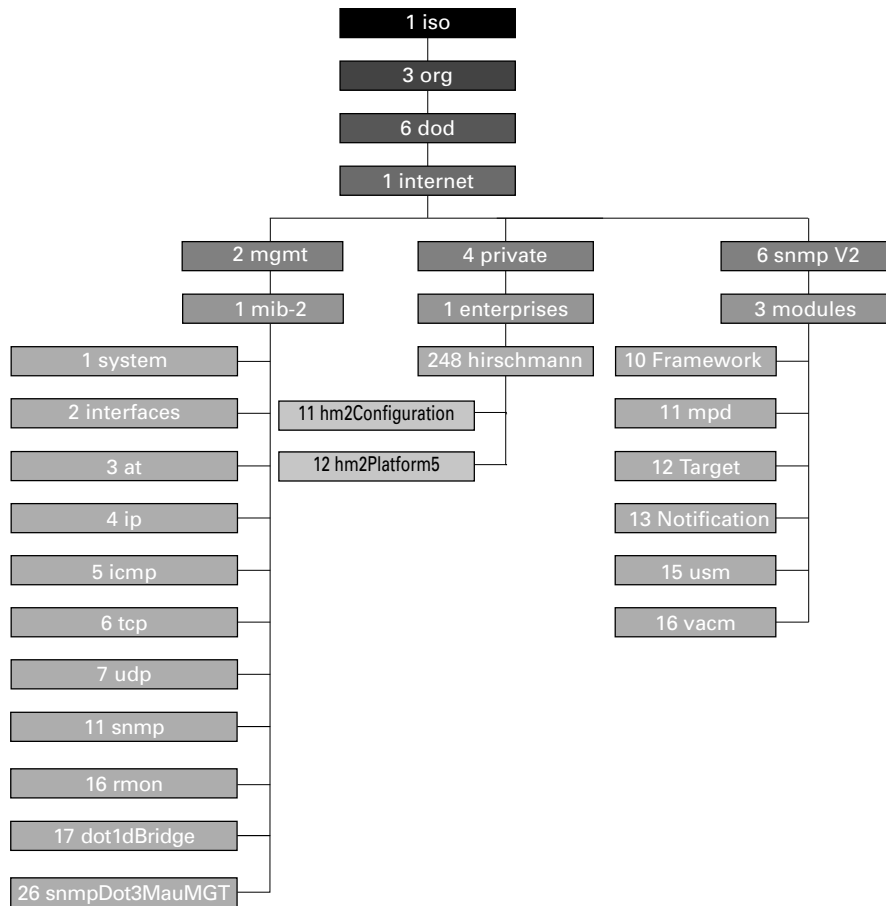 1 iso
3 org
6 dod
1 internet
2 mgmt
4 private
6 snmp V2
1 mib-2
1 enterprises
3 modules
1 system
248 hirschmann
10 Framework
2 interfaces
11 hm2Configuration
11 mpd
3 at
12 hm2Platform5
12 Target
4 ip
13 Notification
5 icmp
15 usm
6 tcp
16 vacm
7 udp
11 snmp
16 rmon
17 dot1dBridge
26 snmpDot3MauMGT